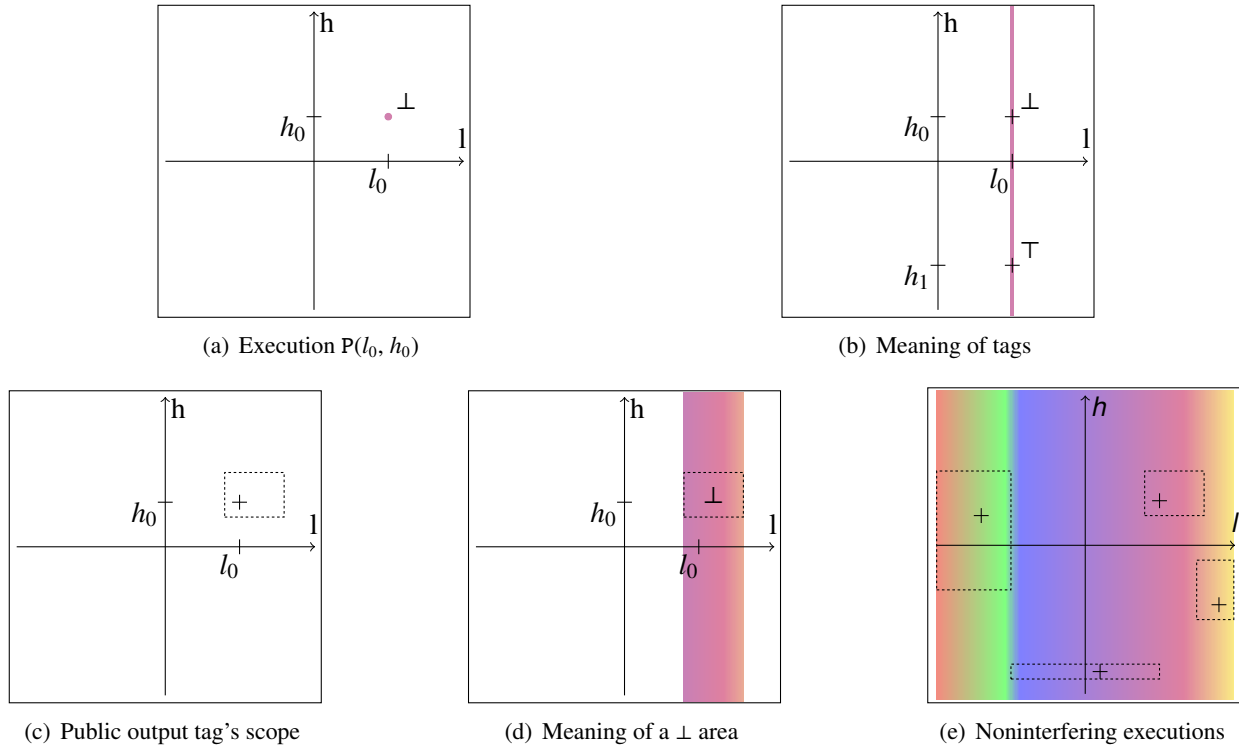 h
⊥
h₀
l
l₀
(a) Execution P(l₀, h₀)
h
⊥
h₀
l
l₀
⊤
h₁
(b) Meaning of tags
h
h₀
l
l₀
(c) Public output tag's scope
h
⊥
h₀
l
l₀
(d) Meaning of a ⊥ area
h
l
(e) Noninterfering executions